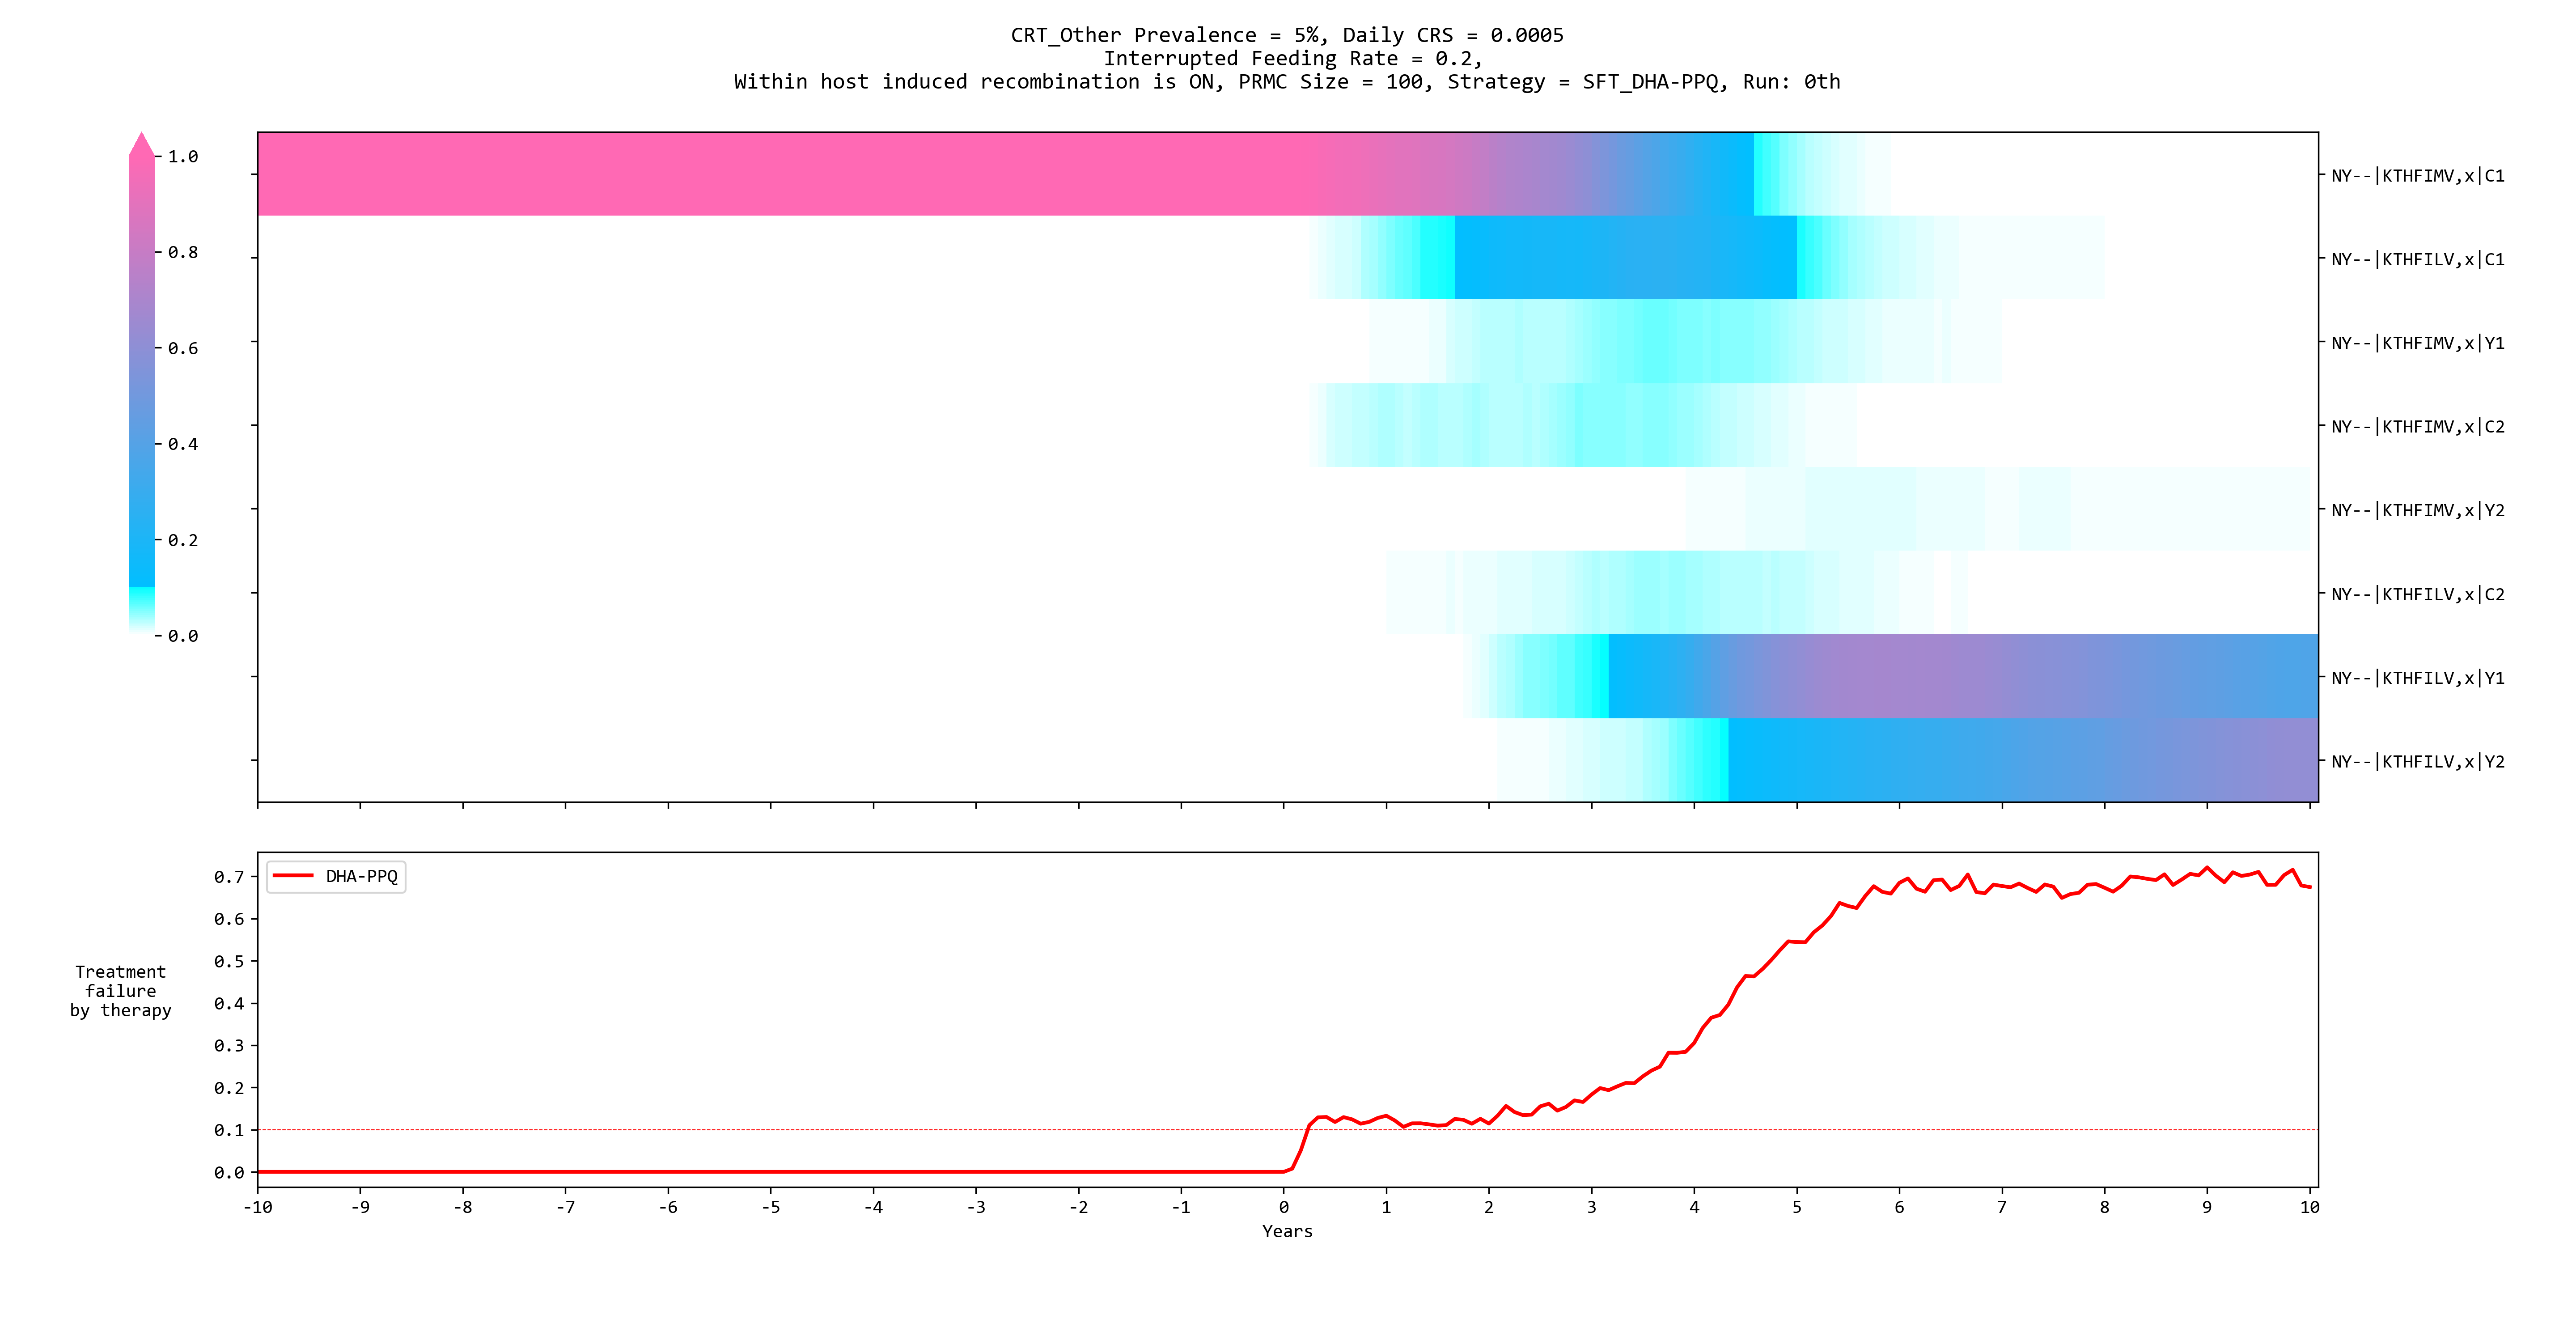 CRT_Other Prevalence = 5%, Daily CRS = 0.0005
Interrupted Feeding Rate = 0.2,
Within host induced recombination is ON, PRMC Size = 100, Strategy = SFT_DHA-PPQ, Run: 0th
1.0
0.8
0.6
0.4
0.2
0.0
NY--|KTHFIMV,x|C1
NY--|KTHFILV,x|C1
NY--|KTHFIMV,x|Y1
NY--|KTHFIMV,x|C2
NY--|KTHFIMV,x|Y2
NY--|KTHFILV,x|C2
NY--|KTHFILV,x|Y1
NY--|KTHFILV,x|Y2
DHA-PPQ
Treatment
failure
by therapy
0.7
0.6
0.5
0.4
0.3
0.2
0.1
0.0
-10 -9 -8 -7 -6 -5 -4 -3 -2 -1 0 1 2 3 4 5 6 7 8 9 10
Years